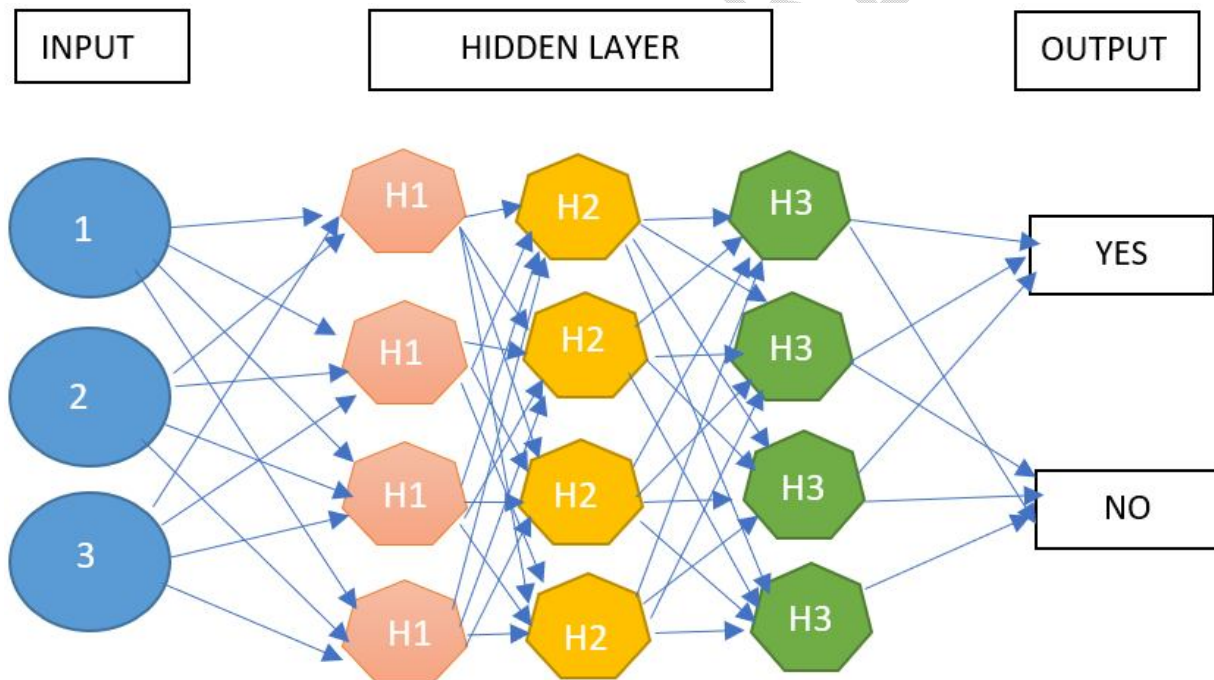 INPUT
HIDDEN LAYER
OUTPUT
1
H1
H2
H3
YES
2
H1
H2
H3
3
H1
H2
H3
NO
H1
H2
H3